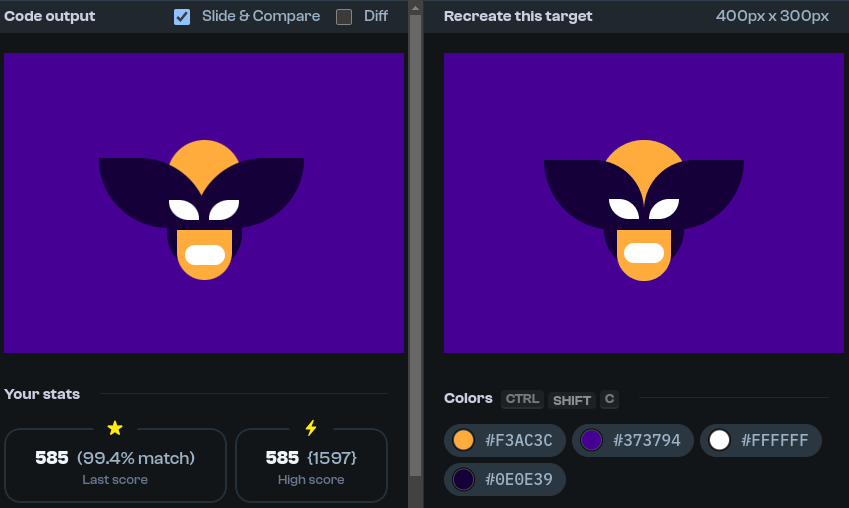 Code output Slide & Compare Diff
Recreate this target 400px x 300px
Your stats
585 (99.4% match)
Last score
585 {1597}
High score
Colors CTRL SHIFT C
#F3AC3C #373794 #FFFFFF
#0E0E39